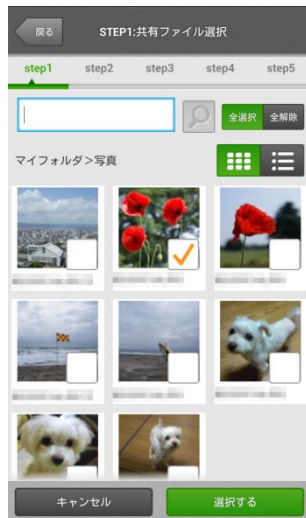 戻る
STEP1:共有ファイル選択
step1 step2 step3 step4 step5
全選択 全解除
マイフォルダ>写真
キャンセル 選択する